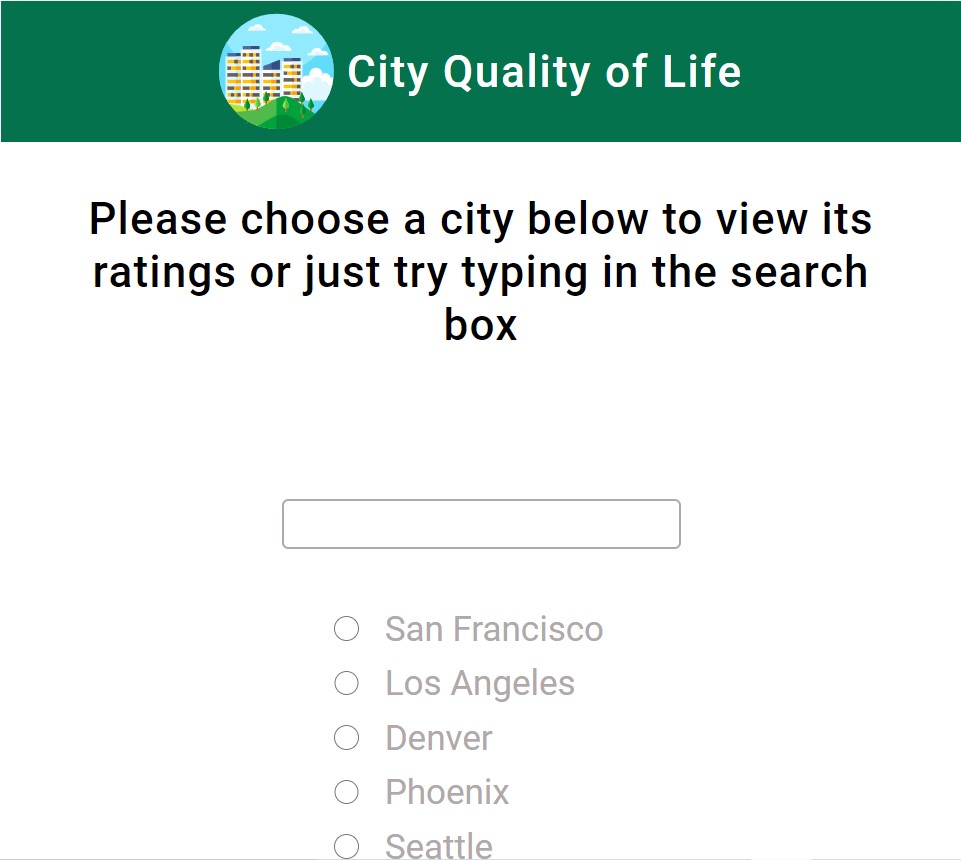 City Quality of Life
Please choose a city below to view its
ratings or just try typing in the search
box
San Francisco
Los Angeles
Denver
Phoenix
Seattle